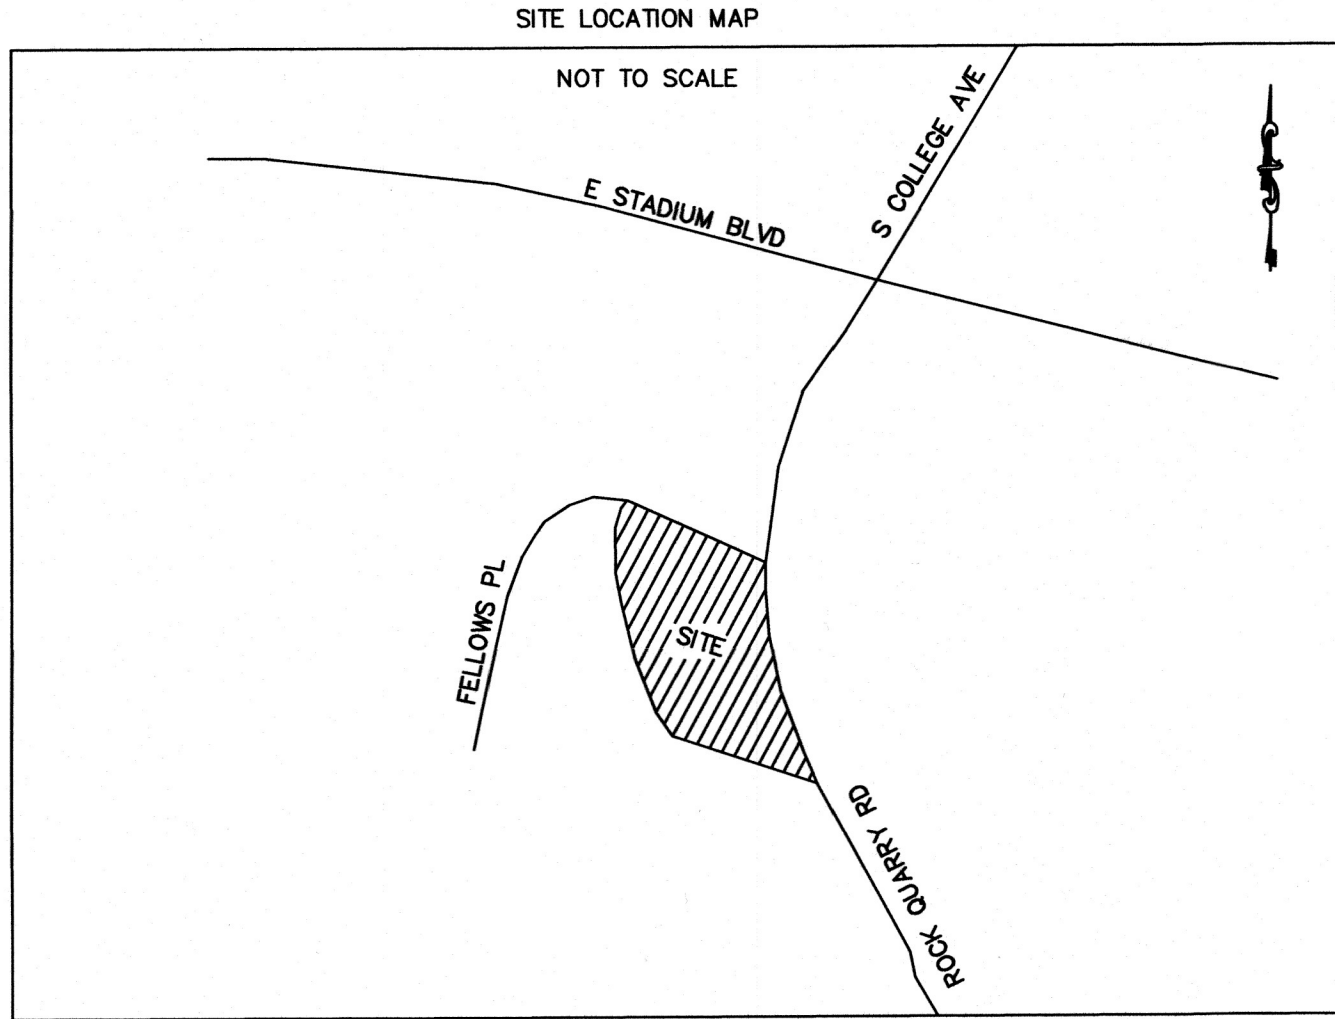 SITE LOCATION MAP
NOT TO SCALE
S COLLEGE AVE
E STADIUM BLVD
FELLOWS PL
SITE
ROCK QUARRY RD